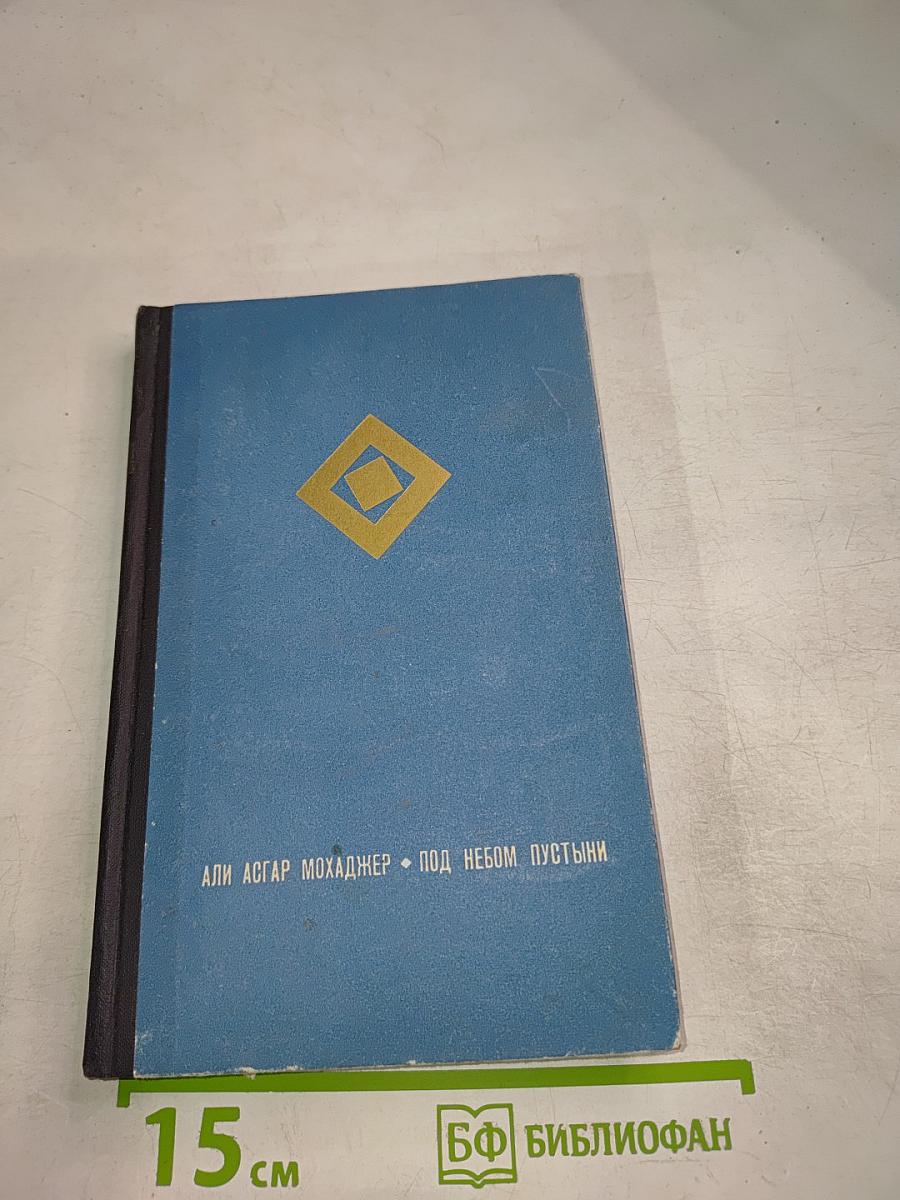 АЛИ АСГАР МОХАДЖЕР ◆ ПОД НЕБОМ ПУСТЫНИ
15 см
БФ БИБЛИОФАН